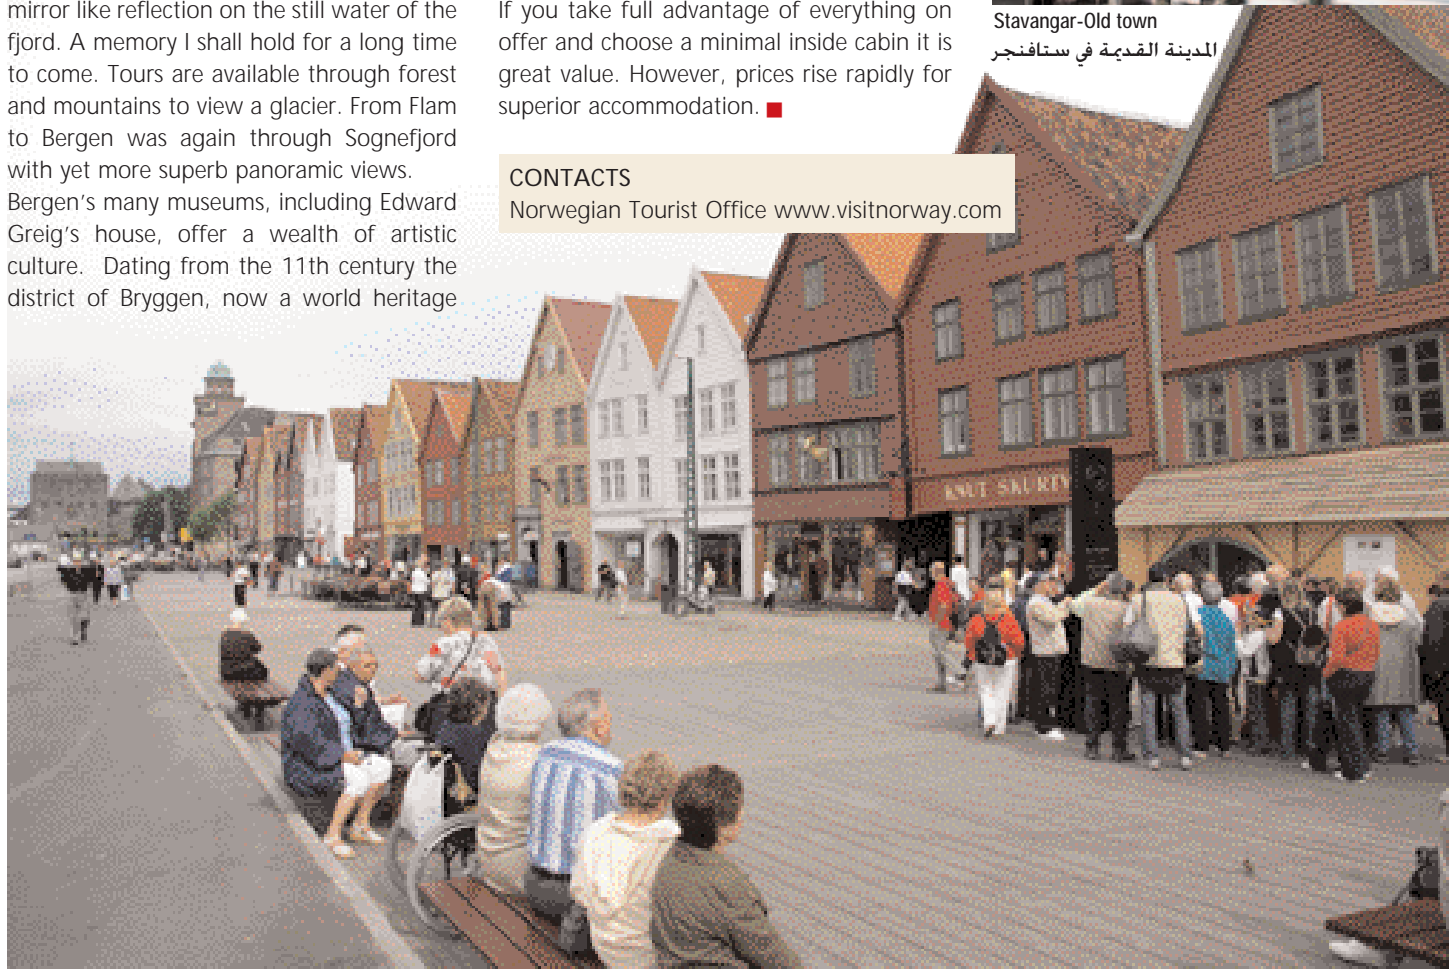 mirror like reflection on the still water of the
fjord. A memory I shall hold for a long time
to come. Tours are available through forest
and mountains to view a glacier. From Flam
to Bergen was again through Sognefjord
with yet more superb panoramic views.
Bergen's many museums, including Edward
Greig's house, offer a wealth of artistic
culture. Dating from the 11th century the
district of Bryggen, now a world heritage
If you take full advantage of everything on
offer and choose a minimal inside cabin it is
great value. However, prices rise rapidly for
superior accommodation.
CONTACTS
Norwegian Tourist Office www.visitnorway.com
Stavangar-Old town
المدينة القديمة في ستافنجر
KNUT SKURTV